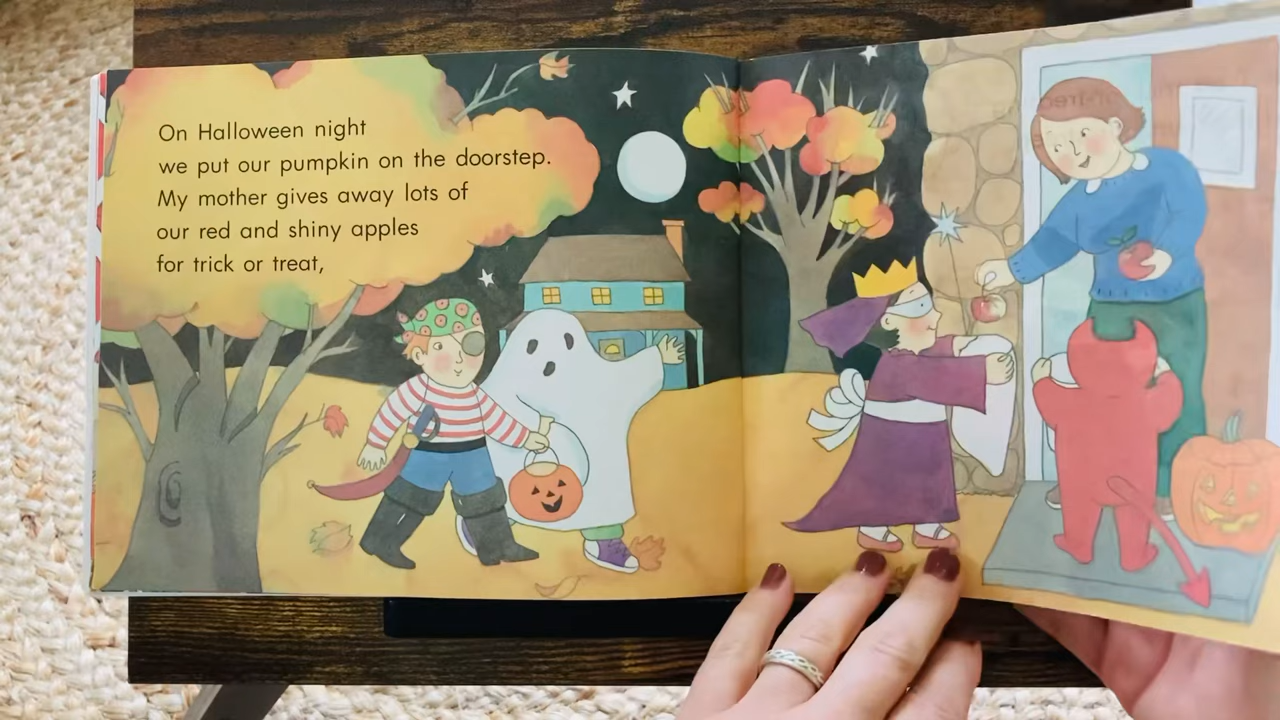 On Halloween night
we put our pumpkin on the doorstep.
My mother gives away lots of
our red and shiny apples
for trick or treat,